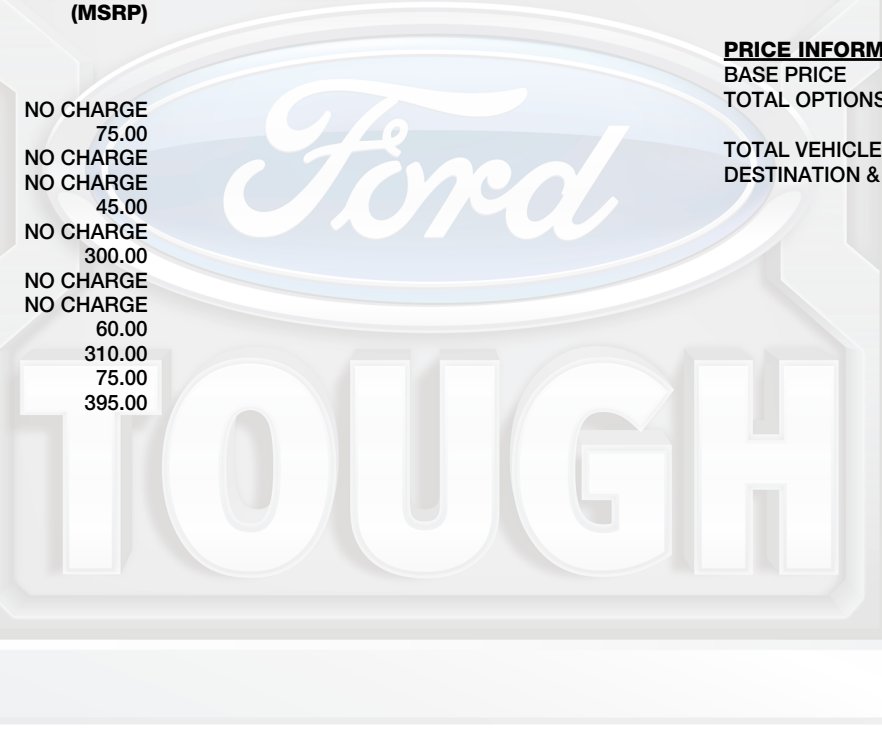 (MSRP)
NO CHARGE
75.00
NO CHARGE
NO CHARGE
45.00
NO CHARGE
300.00
NO CHARGE
NO CHARGE
60.00
310.00
75.00
395.00
PRICE INFORM
BASE PRICE
TOTAL OPTIONS
TOTAL VEHICLE
DESTINATION &
Ford
TOUGH